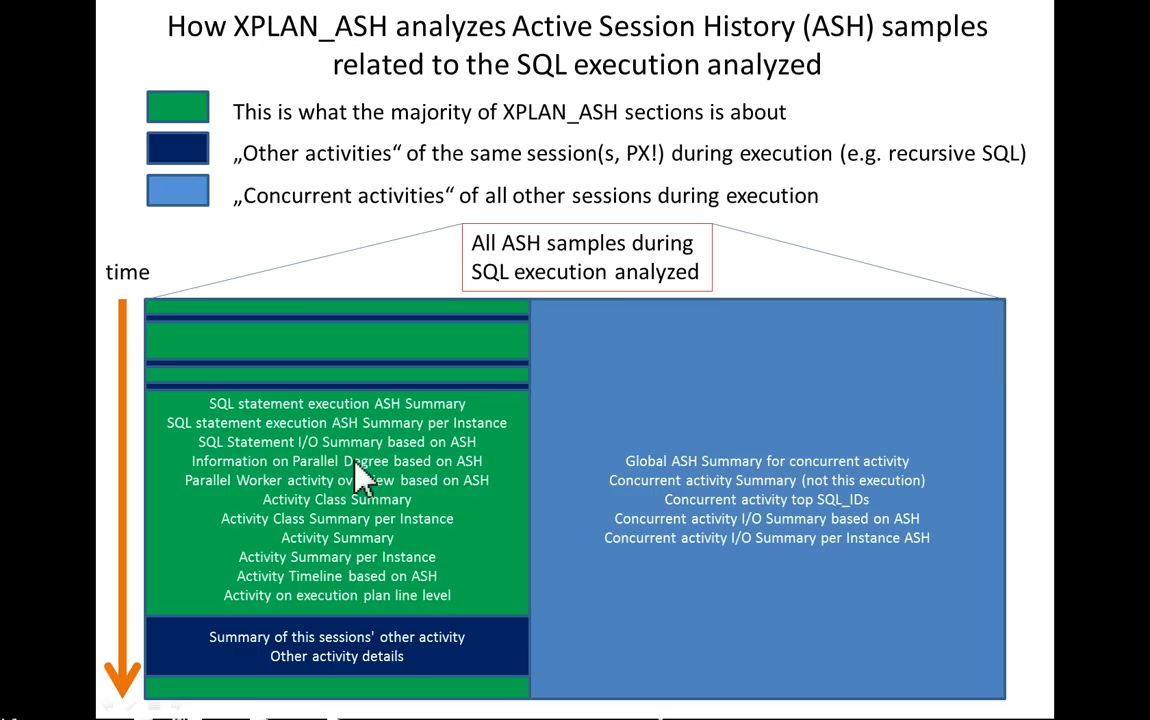 How XPLAN_ASH analyzes Active Session History (ASH) samples
related to the SQL execution analyzed
This is what the majority of XPLAN_ASH sections is about
„Other activities“ of the same session(s, PX!) during execution (e.g. recursive SQL)
„Concurrent activities“ of all other sessions during execution
All ASH samples during
SQL execution analyzed
time
SQL statement execution ASH Summary
SQL statement execution ASH Summary per Instance
SQL Statement I/O Summary based on ASH
Information on Parallel Degree based on ASH
Parallel Worker activity overview based on ASH
Activity Class Summary
Activity Class Summary per Instance
Activity Summary
Activity Summary per Instance
Activity Timeline based on ASH
Activity on execution plan line level
Summary of this sessions' other activity
Other activity details
Global ASH Summary for concurrent activity
Concurrent activity Summary (not this execution)
Concurrent activity top SQL_IDs
Concurrent activity I/O Summary based on ASH
Concurrent activity I/O Summary per Instance ASH